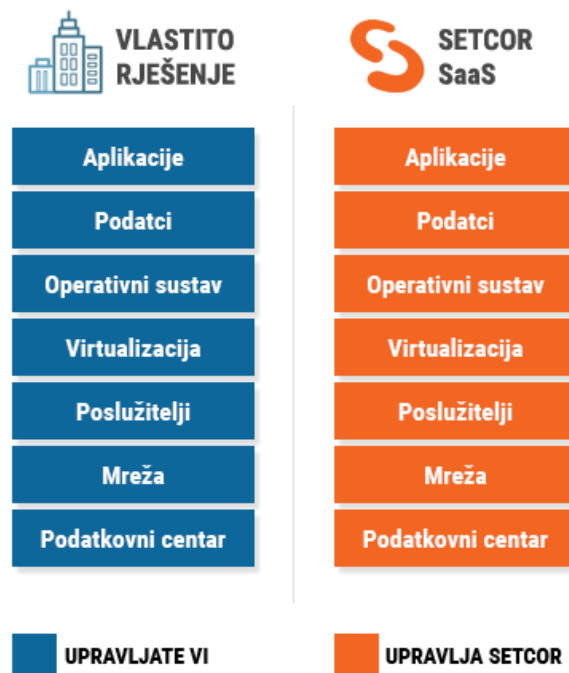 VLASTITO
RJEŠENJE
Aplikacije
Podatci
Operativni sustav
Virtualizacija
Poslužitelji
Mreža
Podatkovni centar
UPRAVLJATE VI
SETCOR
SaaS
Aplikacije
Podatci
Operativni sustav
Virtualizacija
Poslužitelji
Mreža
Podatkovni centar
UPRAVLJA SETCOR